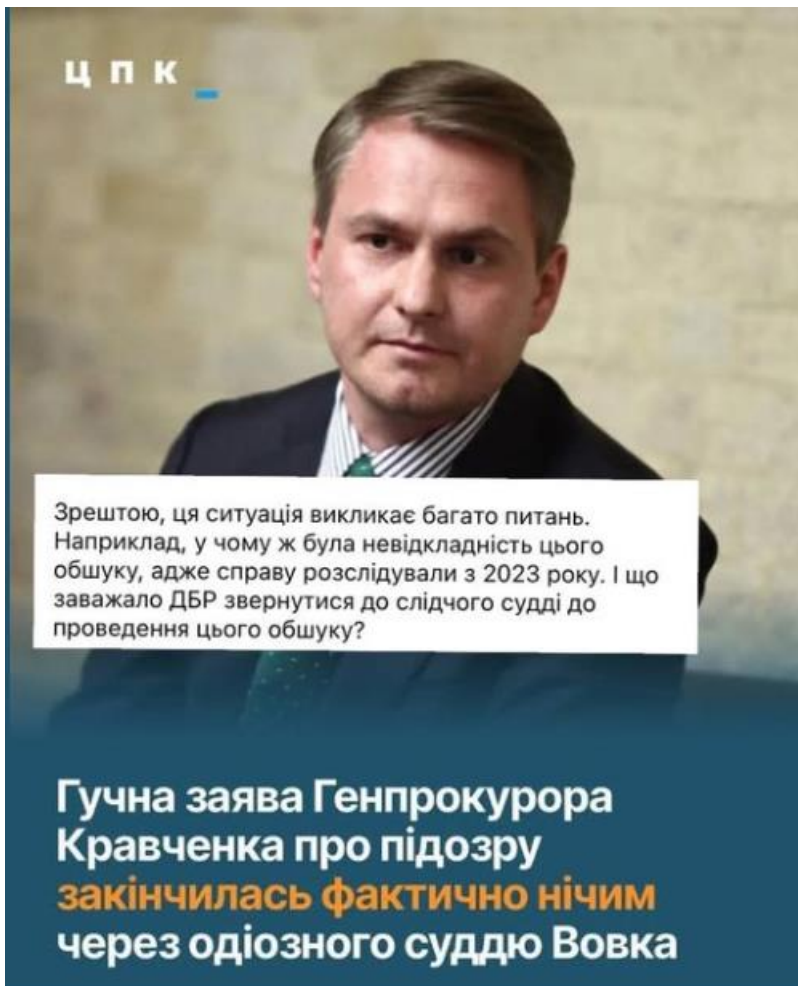 ЦПК_
Зрештою, ця ситуація викликає багато питань.
Наприклад, у чому ж була невідкладність цього
обшуку, адже справу розслідували з 2023 року. І що
заважало ДБР звернутися до слідчого судді до
проведення цього обшуку?
Гучна заява Генпрокурора
Кравченка про підозру
закінчилась фактично нічим
через одіозного суддю Вовка